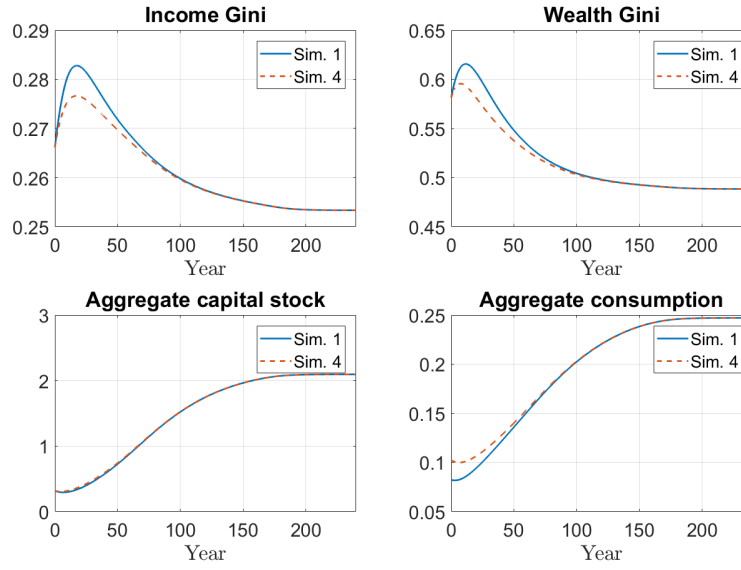 Income Gini
0.29
0.28
0.27
0.26
0.25
0 50 100 150 200
Year
Sim. 1
Sim. 4
Wealth Gini
0.65
0.6
0.55
0.5
0.45
0 50 100 150 200
Year
Sim. 1
Sim. 4
Aggregate capital stock
3
2
1
0
0 50 100 150 200
Year
Sim. 1
Sim. 4
Aggregate consumption
0.25
0.2
0.15
0.1
0.05
0 50 100 150 200
Year
Sim. 1
Sim. 4